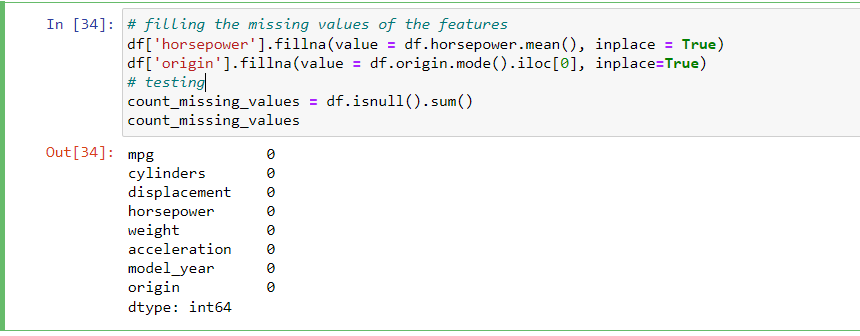 In [34]: # filling the missing values of the features
df['horsepower'].fillna(value = df.horsepower.mean(), inplace = True)
df['origin'].fillna(value = df.origin.mode().iloc[0], inplace=True)
# testing
count_missing_values = df.isnull().sum()
count_missing_values
Out[34]: mpg 0
cylinders 0
displacement 0
horsepower 0
weight 0
acceleration 0
model_year 0
origin 0
dtype: int64